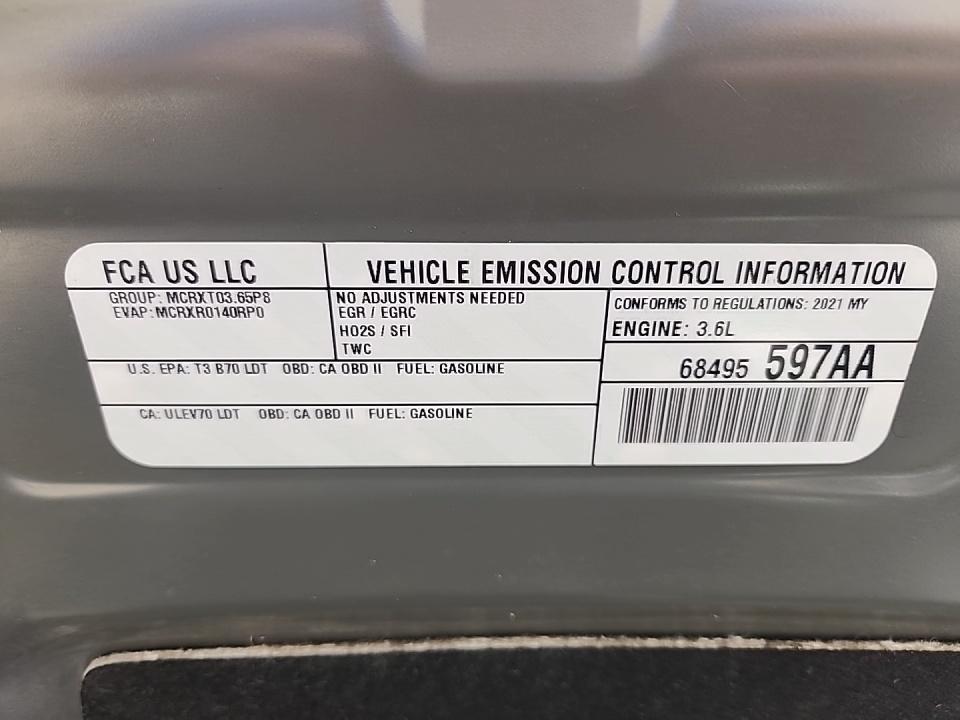 FCA US LLC
VEHICLE EMISSION CONTROL INFORMATION
GROUP: MCRXT03.65P8
EVAP: MCRXR0140RP0
NO ADJUSTMENTS NEEDED
EGR / EGRC
HO2S / SFI
TWC
CONFORMS TO REGULATIONS: 2021 MY
ENGINE: 3.6L
68495 597AA
U.S. EPA: T3 B70 LDT OBD: CA OBD II FUEL: GASOLINE
CA: ULEV70 LDT OBD: CA OBD II FUEL: GASOLINE